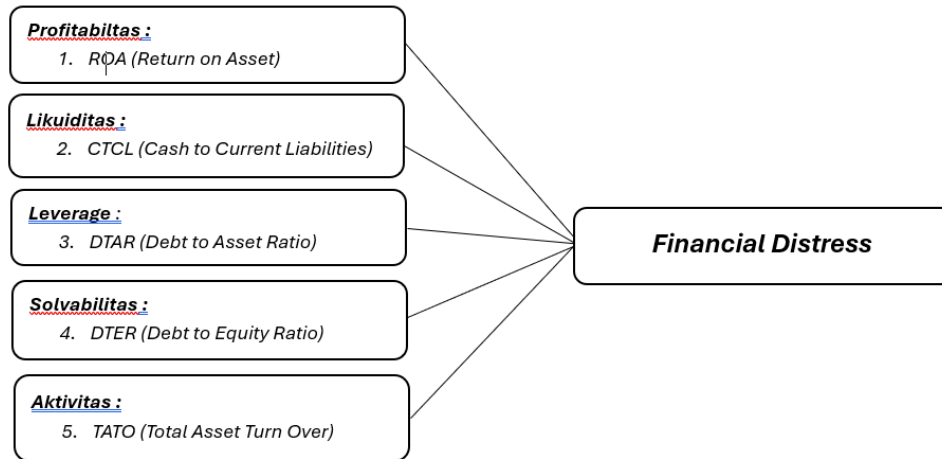 Profitabiltas :
1. ROA (Return on Asset)
Likuiditas :
2. CTCL (Cash to Current Liabilities)
Leverage :
3. DTAR (Debt to Asset Ratio)
Solvabilitas :
4. DTER (Debt to Equity Ratio)
Aktivitas :
5. TATO (Total Asset Turn Over)
Financial Distress